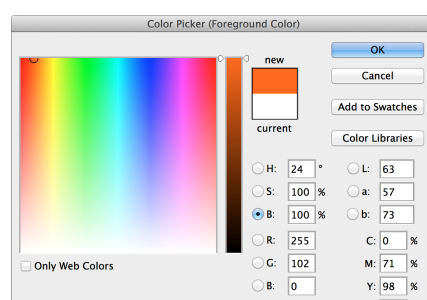 Color Picker (Foreground Color)
new
current
OK
Cancel
Add to Swatches
Color Libraries
H: 24 °
S: 100 %
B: 100 %
R: 255
G: 102
B: 0
L: 63
a: 57
b: 73
C: 0 %
M: 71 %
Y: 98 %
Only Web Colors